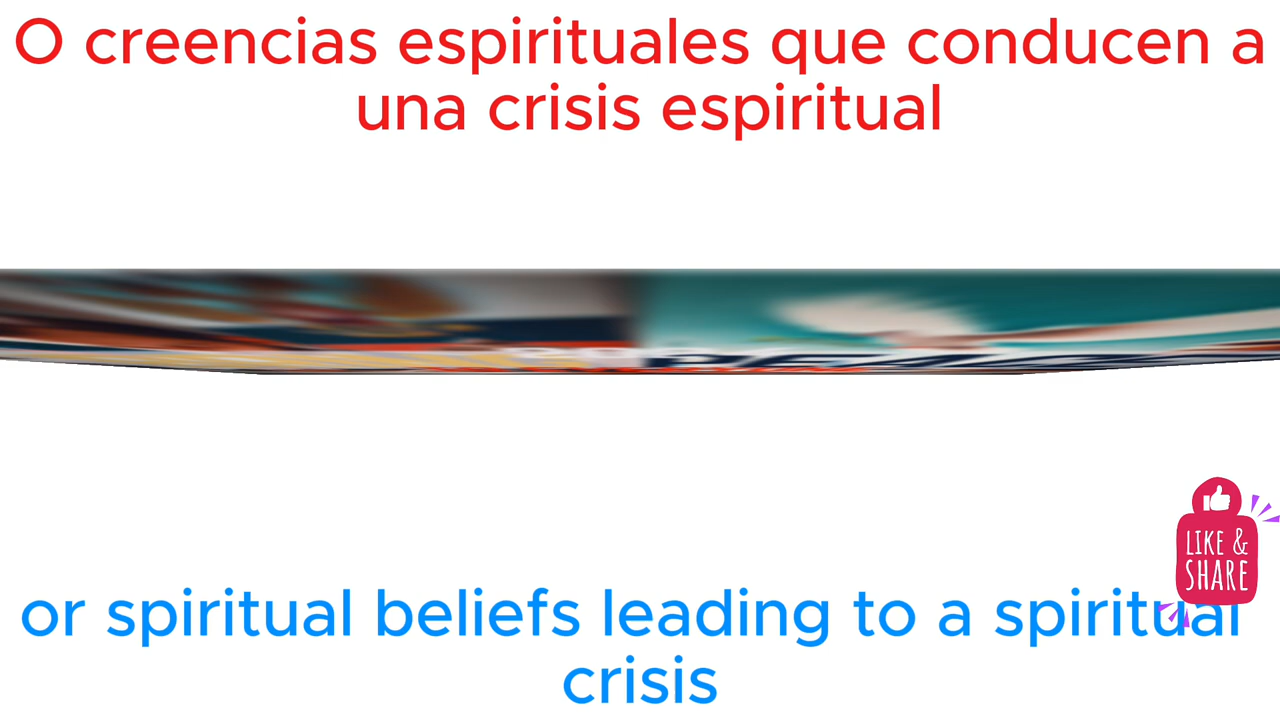 O creencias espirituales que conducen a
una crisis espiritual
LIKE &
SHARE
or spiritual beliefs leading to a spiritual
crisis